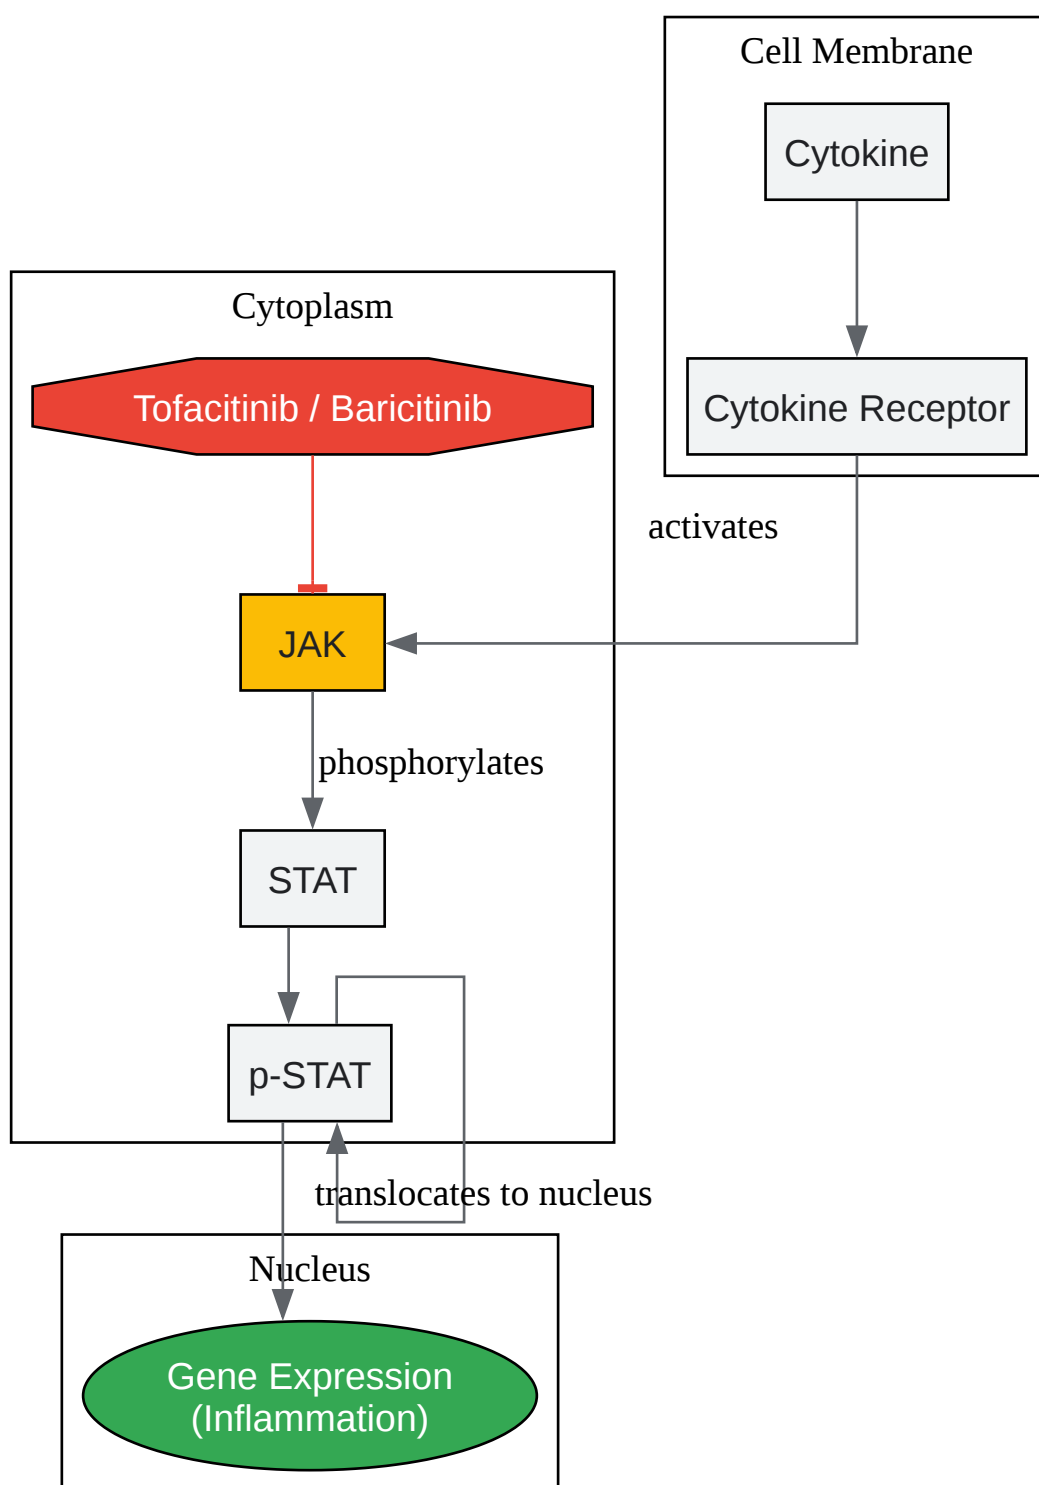 Cell Membrane
Cytokine
Cytoplasm
Tofacitinib / Baricitinib
Cytokine Receptor
activates
JAK
phosphorylates
STAT
p-STAT
translocates to nucleus
Nucleus
Gene Expression
(Inflammation)